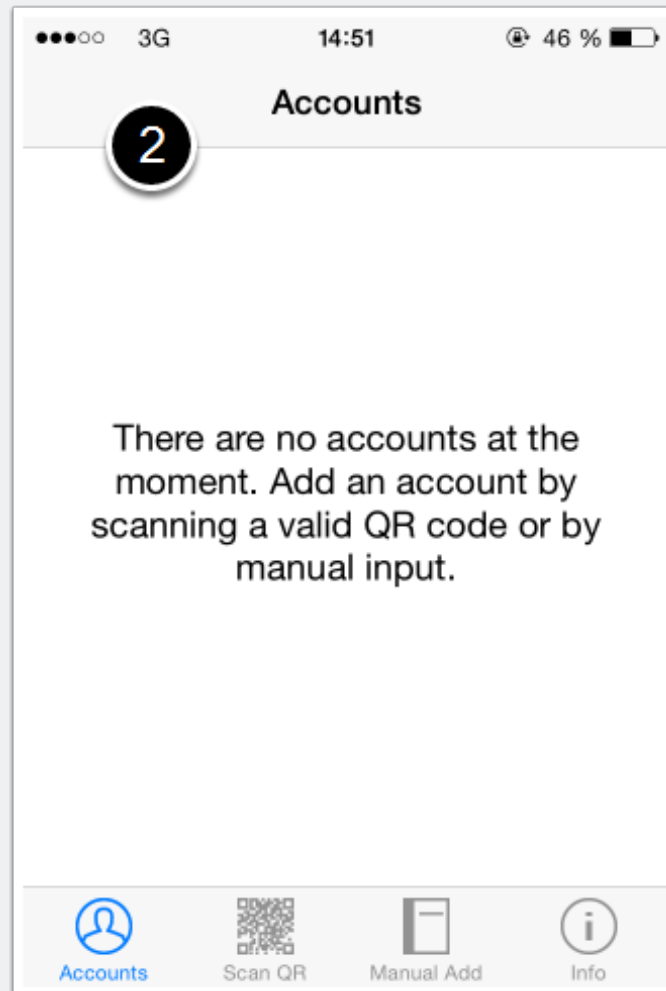 3G 14:51 46 %
Accounts
2
There are no accounts at the
moment. Add an account by
scanning a valid QR code or by
manual input.
Accounts Scan QR Manual Add Info